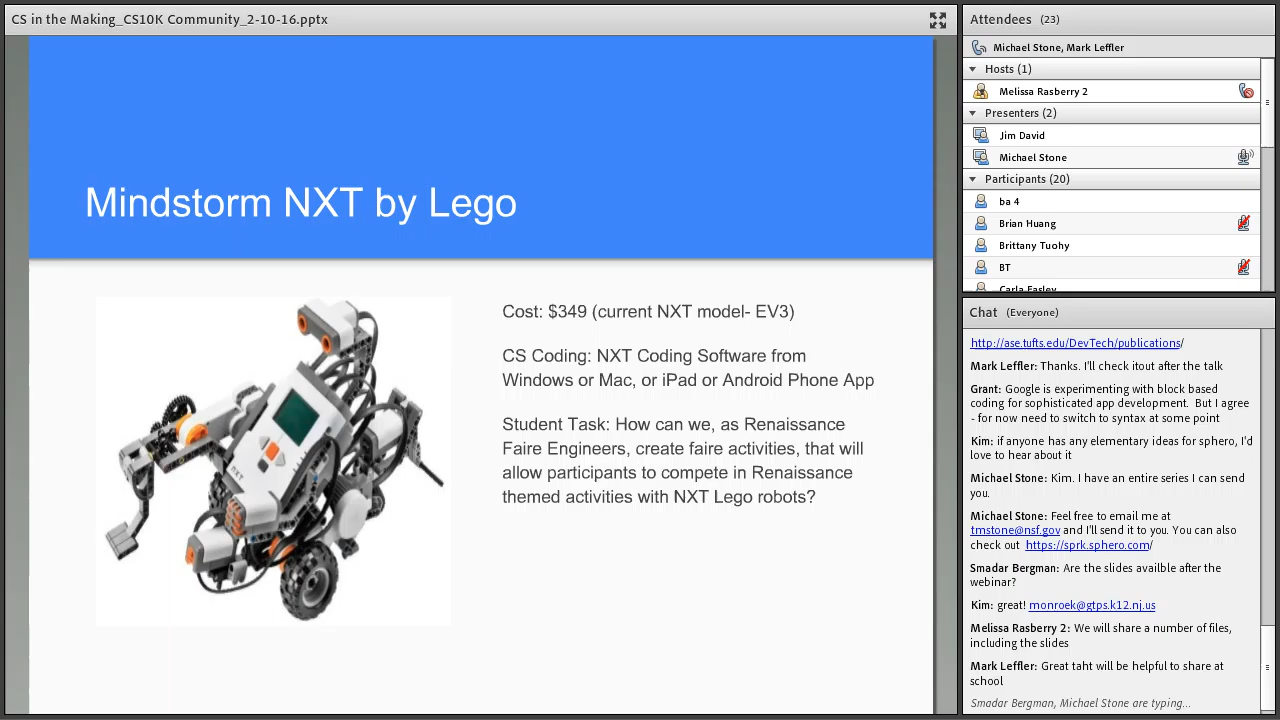 CS in the Making_CS10K Community_2-10-16.pptx
Mindstorm NXT by Lego
NXT
Cost: $349 (current NXT model- EV3)
CS Coding: NXT Coding Software from
Windows or Mac, or iPad or Android Phone App
Student Task: How can we, as Renaissance
Faire Engineers, create faire activities, that will
allow participants to compete in Renaissance
themed activities with NXT Lego robots?
Attendees (23)
Michael Stone, Mark Leffler
Hosts (1)
Melissa Rasberry 2
Presenters (2)
Jim David
Michael Stone
Participants (20)
ba 4
Brian Huang
Brittany Tuohy
BT
Carla Easley
Chat (Everyone)
http://ase.tufts.edu/DevTech/publications/
Mark Leffler: Thanks. I'll check itout after the talk
Grant: Google is experimenting with block based
coding for sophisticated app development. But I agree
- for now need to switch to syntax at some point
Kim: if anyone has any elementary ideas for sphero, I'd
love to hear about it
Michael Stone: Kim. I have an entire series I can send
you.
Michael Stone: Feel free to email me at
tmstone@nsf.gov and I'll send it to you. You can also
check out https://sprk.sphero.com/
Smadar Bergman: Are the slides availble after the
webinar?
Kim: great! monroek@gtps.k12.nj.us
Melissa Rasberry 2: We will share a number of files,
including the slides
Mark Leffler: Great taht will be helpful to share at
school
Smadar Bergman, Michael Stone are typing...